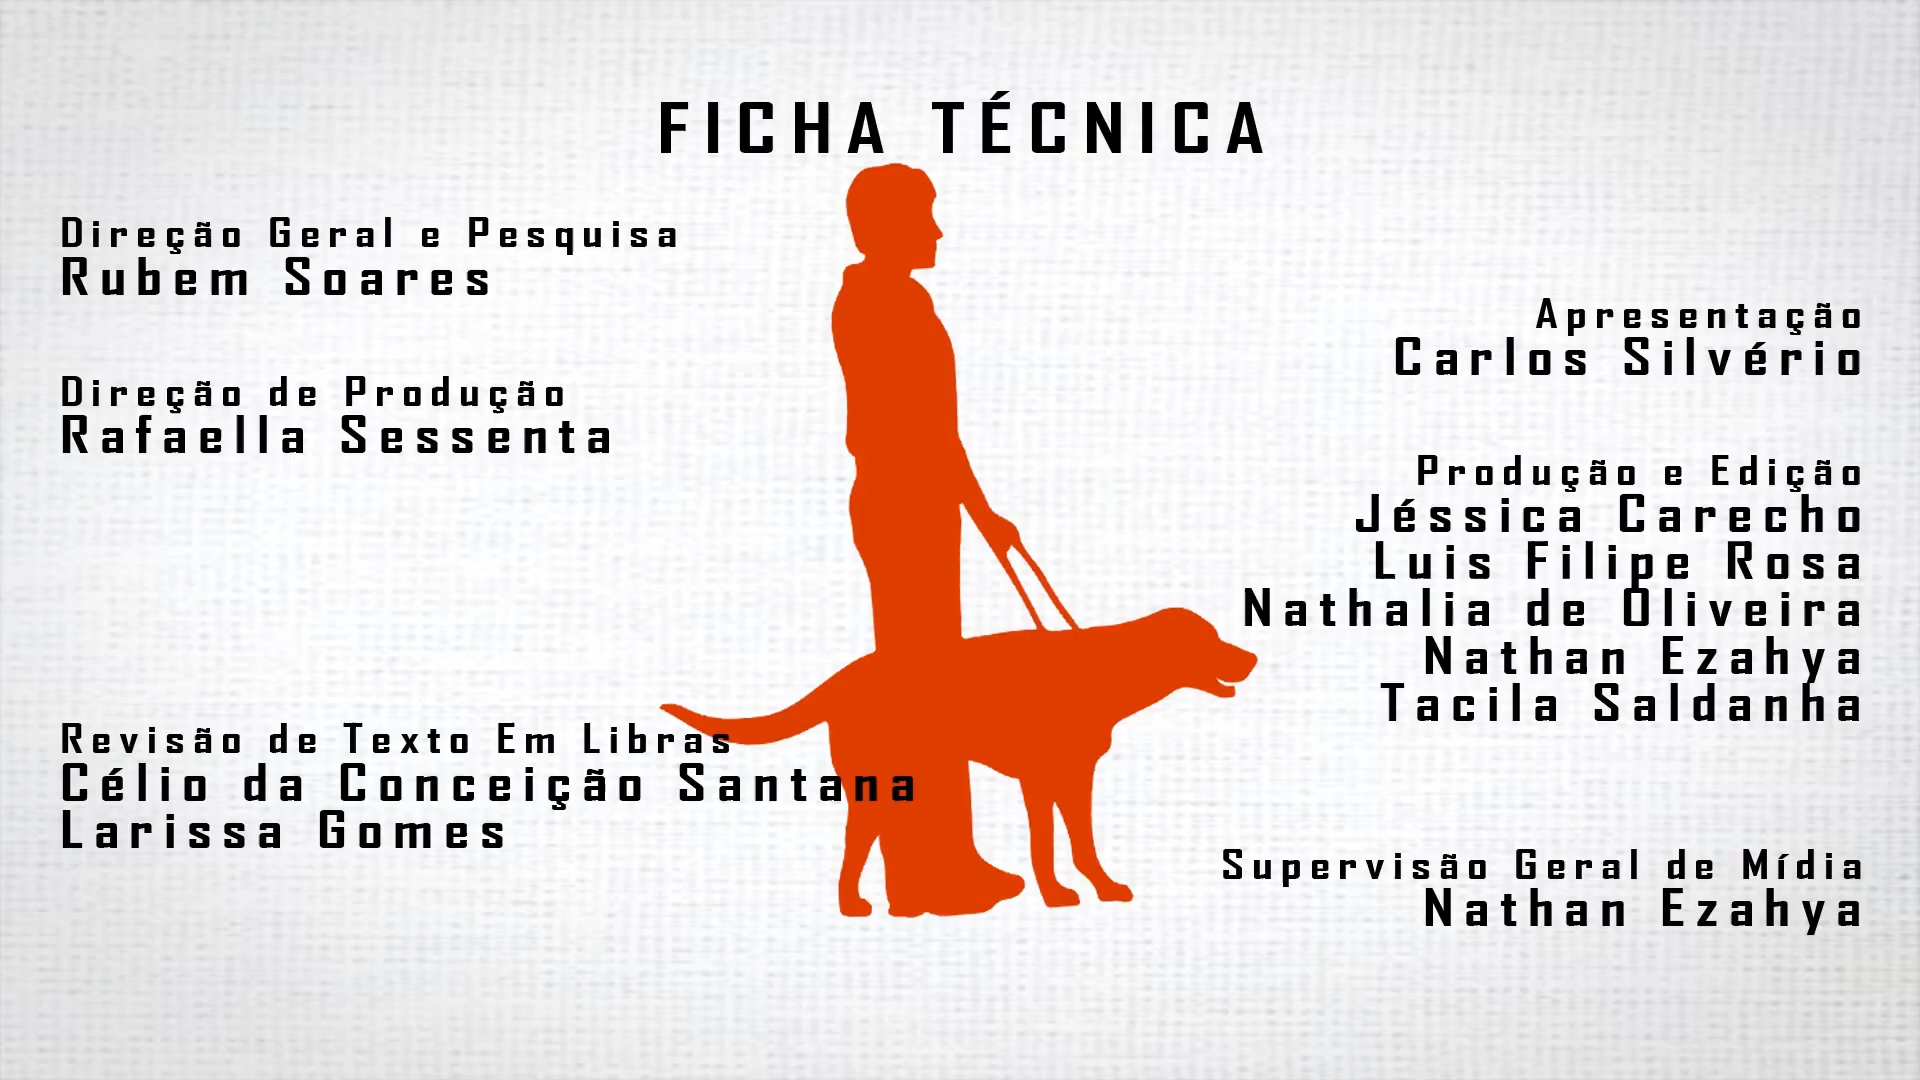 FICHA TÉCNICA
Direção Geral e Pesquisa
Rubem Soares
Direção de Produção
Rafaella Sessenta
Revisão de Texto Em Libras
Célio da Conceição Santana
Larissa Gomes
Apresentação
Carlos Silvério
Produção e Edição
Jéssica Carecho
Luis Filipe Rosa
Nathalia de Oliveira
Nathan Ezahya
Tacila Saldanha
Supervisão Geral de Mídia
Nathan Ezahya